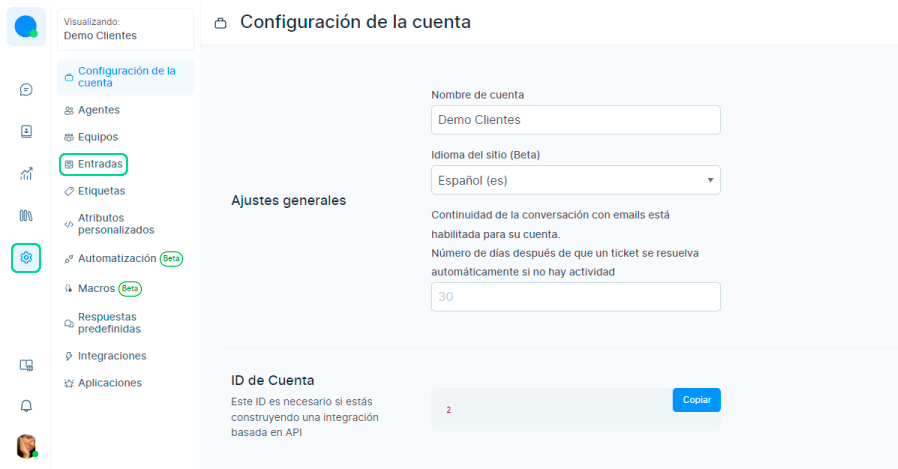 Visualizando:
Demo Clientes
Configuración de la
cuenta
Agentes
Equipos
Entradas
Etiquetas
Atributos
personalizados
Automatización Beta
Macros Beta
Respuestas
predefinidas
Integraciones
Aplicaciones
Configuración de la cuenta
Ajustes generales
Nombre de cuenta
Demo Clientes
Idioma del sitio (Beta)
Español (es)
Continuidad de la conversación con emails está
habilitada para su cuenta.
Número de días después de que un ticket se resuelva
automáticamente si no hay actividad
30
ID de Cuenta
Este ID es necesario si estás
construyendo una integración
basada en API
2
Copiar